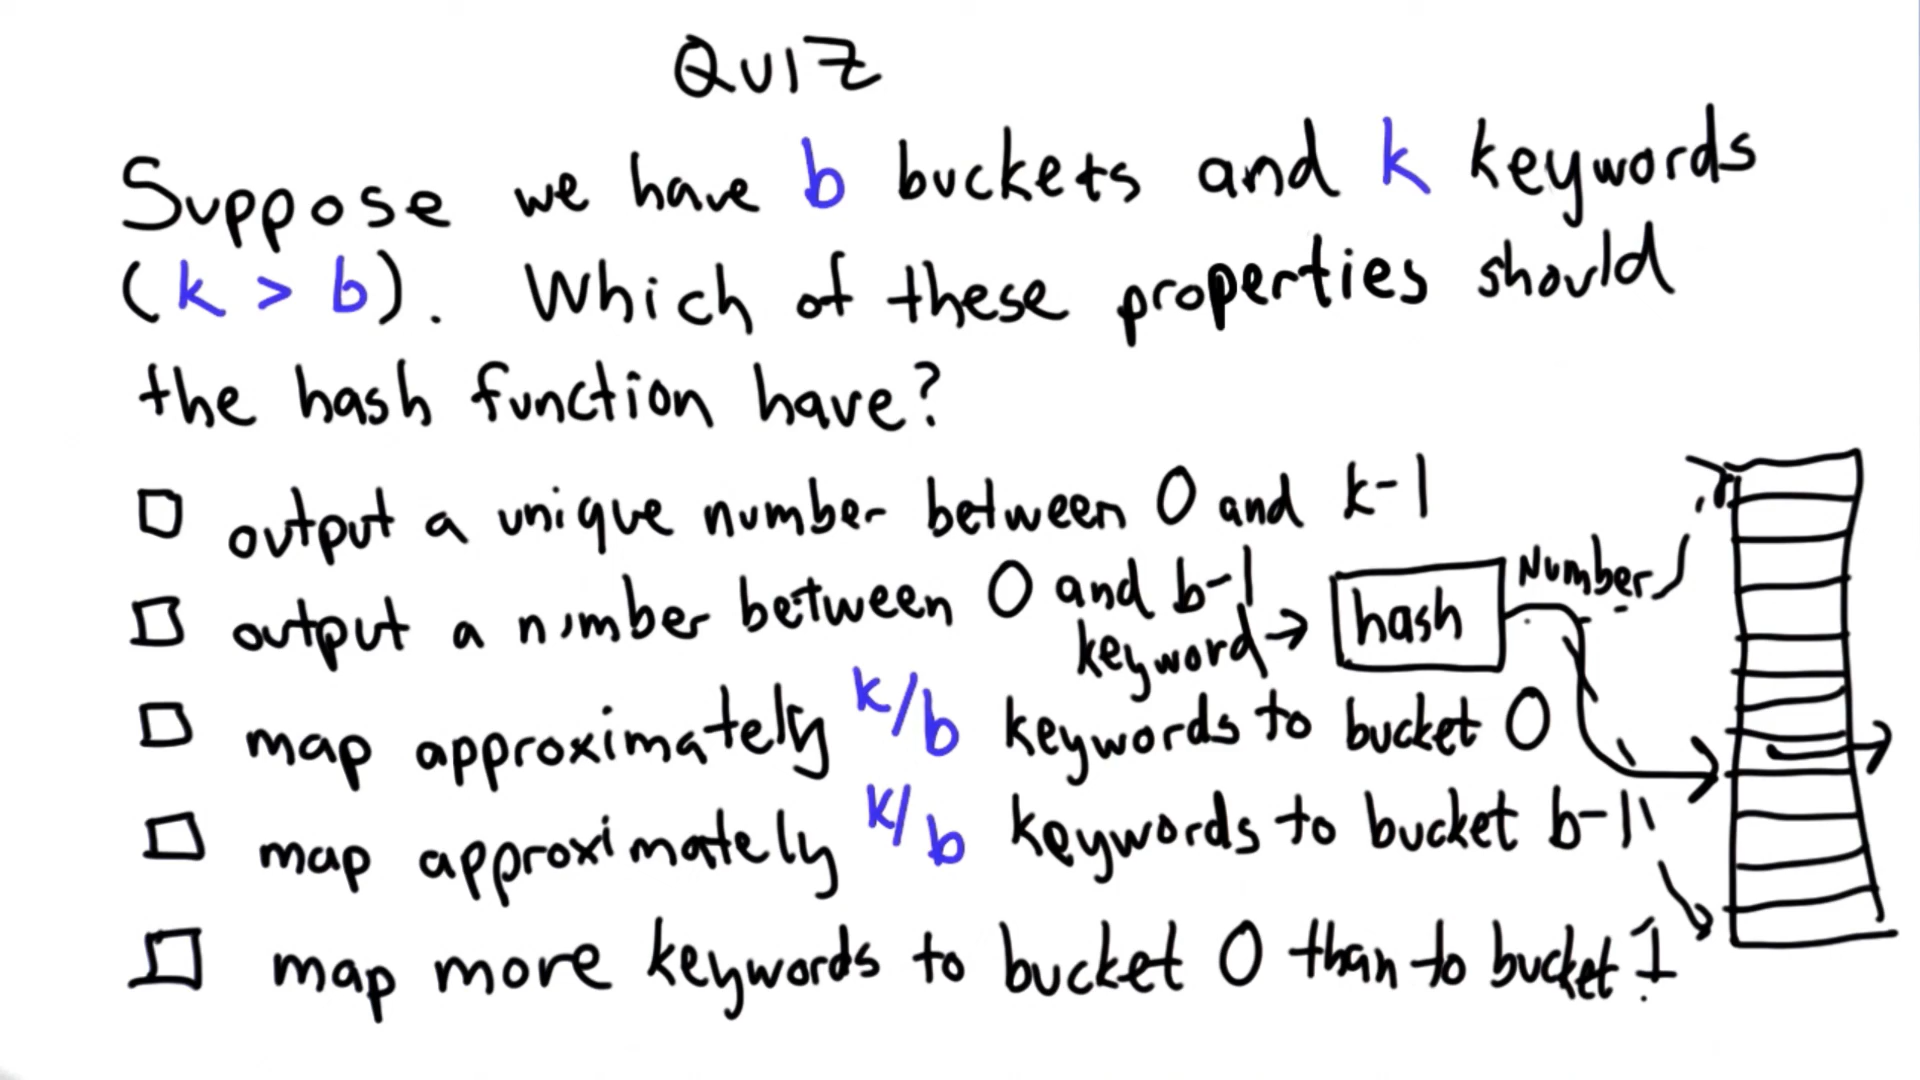 QUIZ
Suppose we have b buckets and k keywords
(k > b). Which of these properties should
the hash function have?
output a unique number between 0 and k-1
output a number between 0 and b-1
keyword → hash Number
map approximately k/b keywords to bucket 0
map approximately k/b keywords to bucket b-1
map more keywords to bucket 0 than to bucket 1